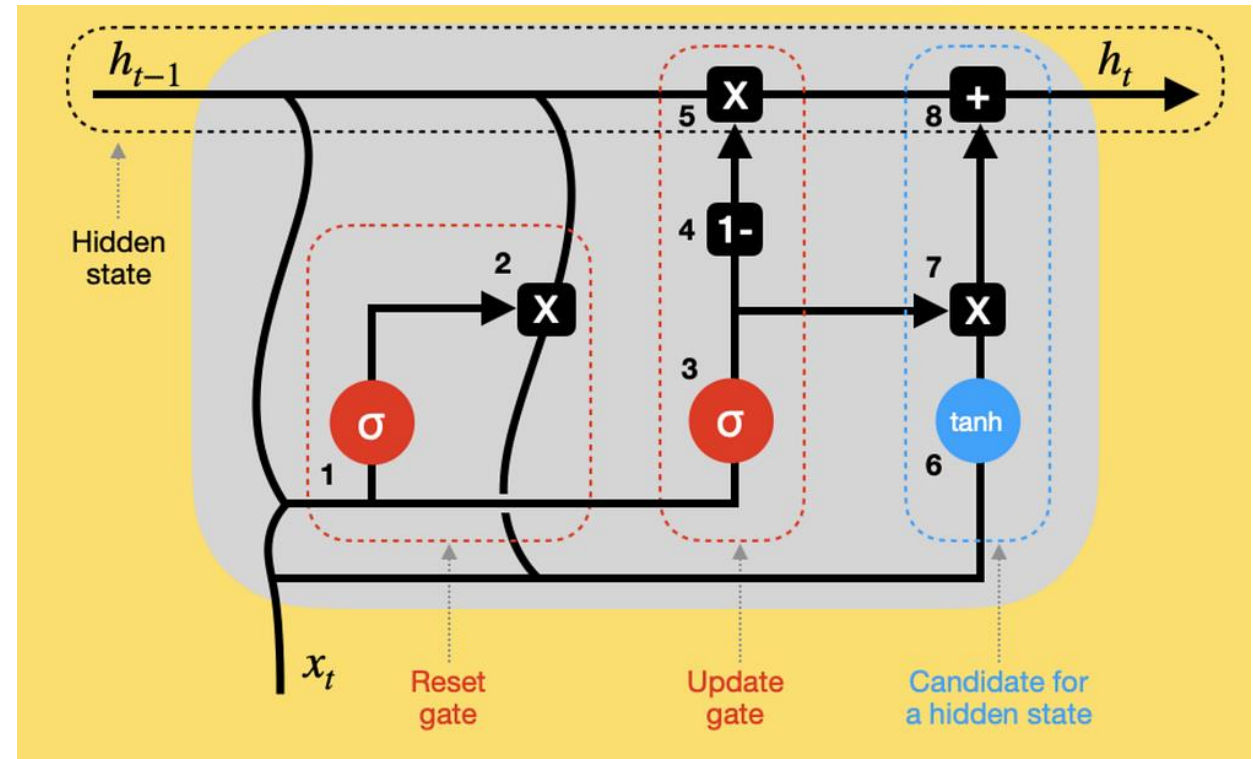 h_{t-1}
h_t
X
+
5
8
4
1-
Hidden
state
2
7
X
X
3
σ
σ
tanh
1
6
x_t
Reset
gate
Update
gate
Candidate for
a hidden state